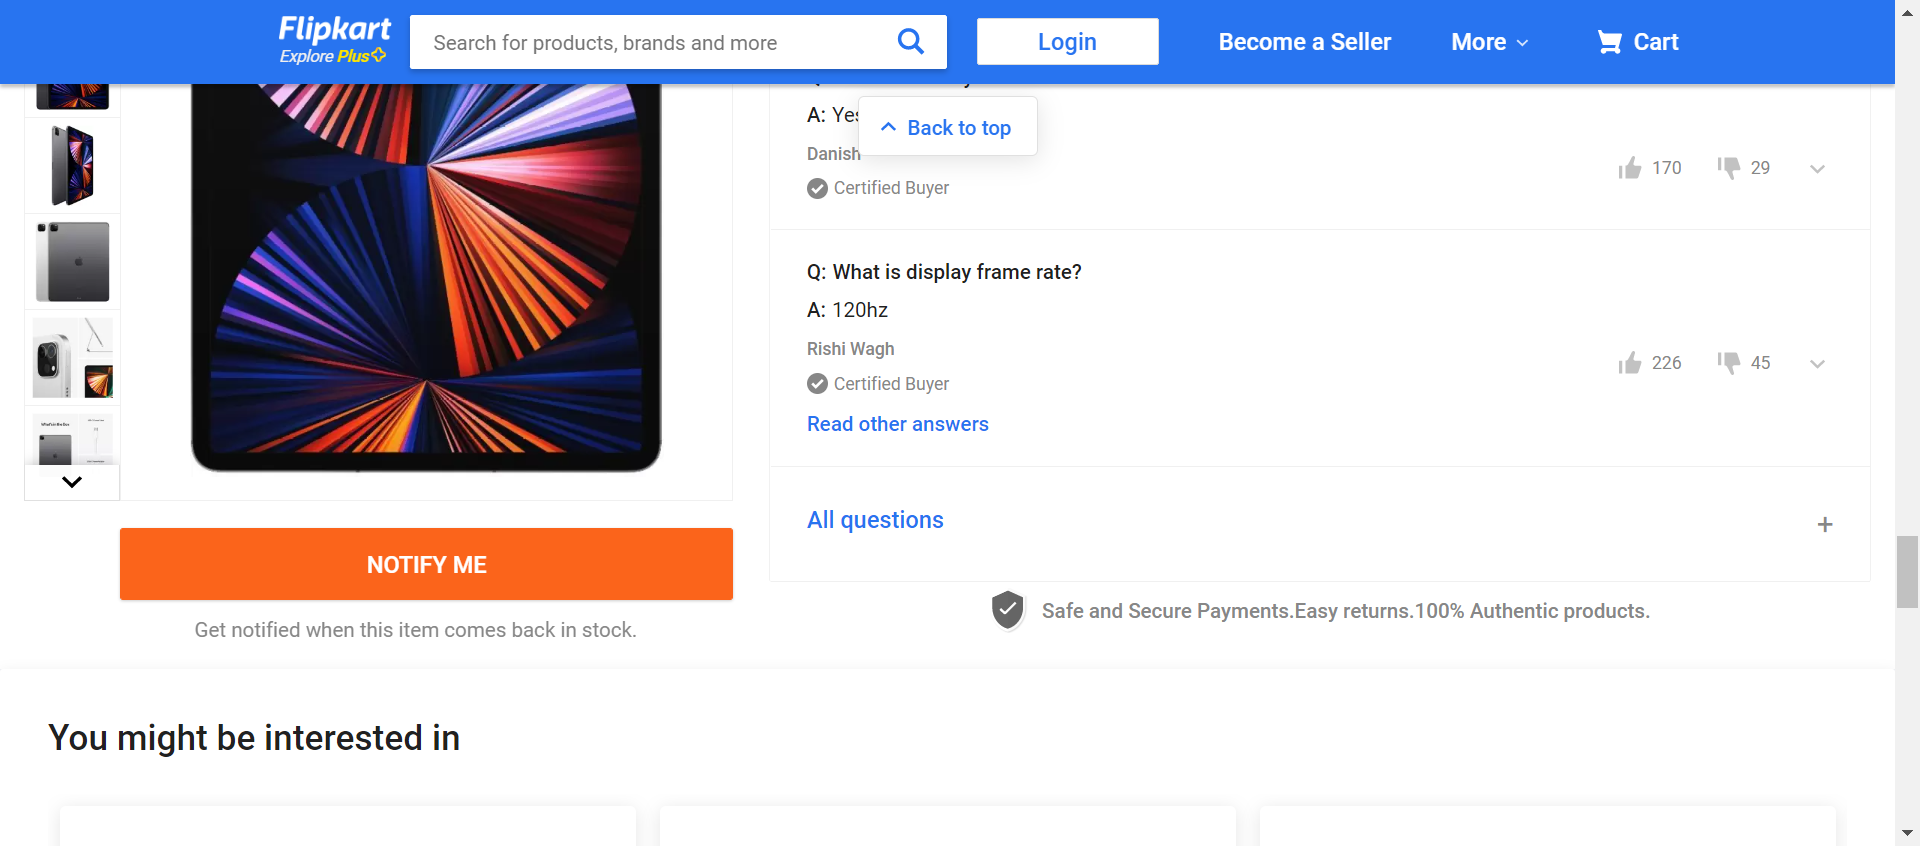 Flipkart
Explore Plus
Search for products, brands and more
Login
Become a Seller
More
Cart
A: Yes
Back to top
Danish
Certified Buyer
170
29
Q: What is display frame rate?
A: 120hz
Rishi Wagh
Certified Buyer
226
45
Read other answers
All questions
+
NOTIFY ME
Get notified when this item comes back in stock.
Safe and Secure Payments.Easy returns.100% Authentic products.
You might be interested in